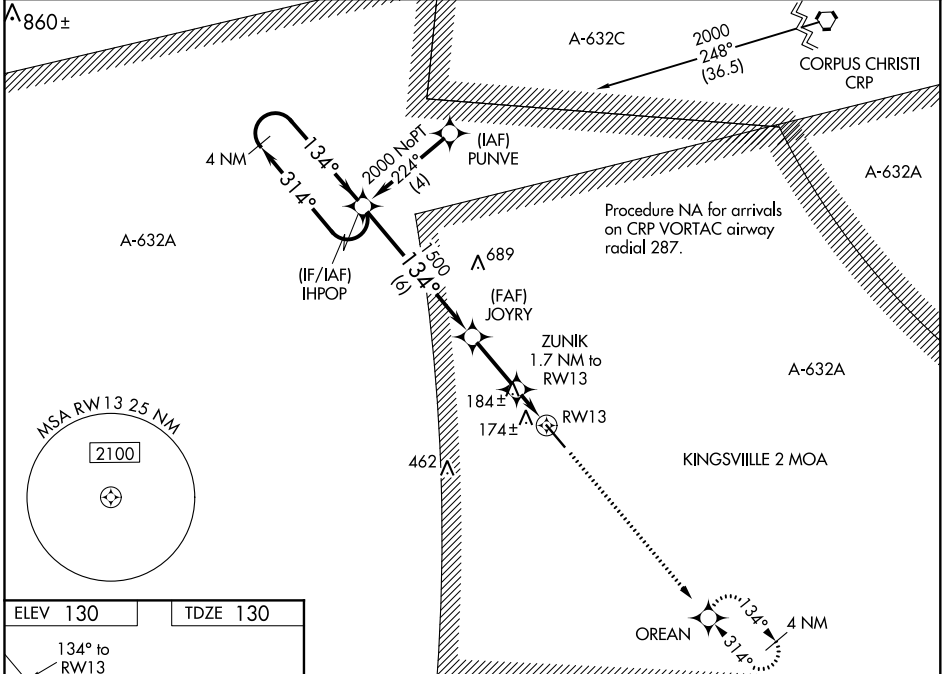 860±
A-632C
2000
248°
(36.5)
CORPUS CHRISTI
CRP
4 NM
134°
314°
2000 NoPT
224°
(4)
(IAF)
PUNVE
A-632A
A-632A
Procedure NA for arrivals
on CRP VORTAC airway
radial 287.
(IF/IAF)
IHPOP
1500
134°
(6)
689
(FAF)
JOYRY
ZUNIK
1.7 NM to
RW13
A-632A
184±
174±
RW13
MSA RW13 25 NM
2100
462
KINGSVIILLE 2 MOA
ELEV 130
TDZE 130
134° to
RW13
OREAN
134°
314°
4 NM